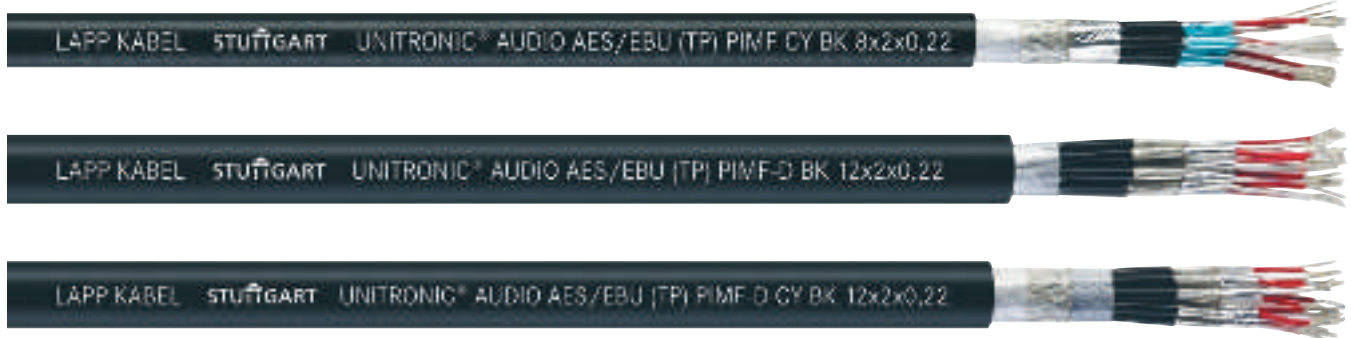 LAPP KABEL STUTTGART UNITRONIC® AUDIO AES/EBU (TP) PIMF CY BK 8x2x0,22
LAPP KABEL STUTTGART UNITRONIC® AUDIO AES/EBU (TP) PIMF-D BK 12x2x0,22
LAPP KABEL STUTTGART UNITRONIC® AUDIO AES/EBU (TP) PIMF-D CY BK 12x2x0,22